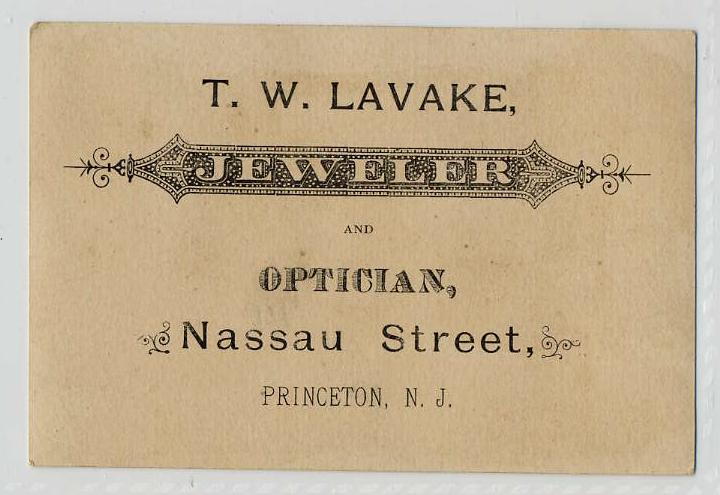 T. W. LAVAKE,
JEWELER
AND
OPTICIAN,
Nassau Street,
PRINCETON, N. J.